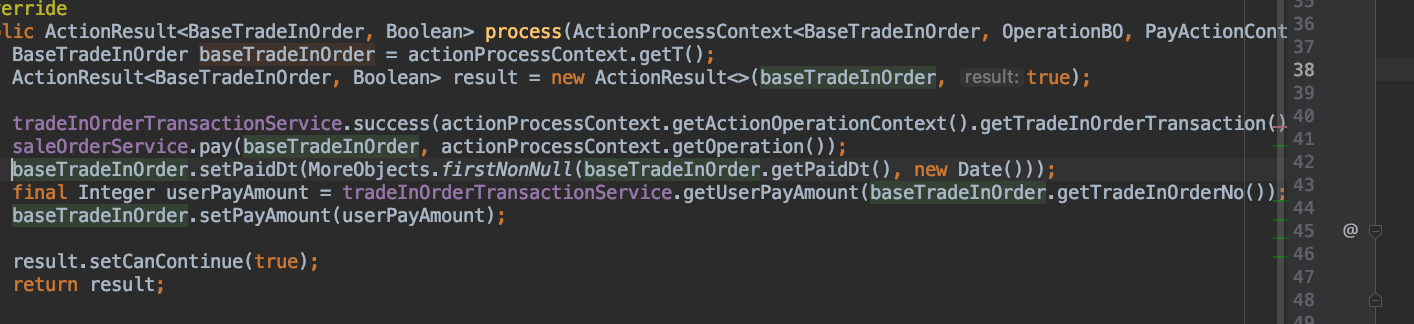 erride
lic ActionResult<BaseTradeInOrder, Boolean> process(ActionProcessContext<BaseTradeInOrder, OperationBO, PayActionCont
BaseTradeInOrder baseTradeInOrder = actionProcessContext.getT();
ActionResult<BaseTradeInOrder, Boolean> result = new ActionResult<>(baseTradeInOrder, result: true);
tradeInOrderTransactionService.success(actionProcessContext.getActionOperationContext().getTradeInOrderTransaction()
saleOrderService.pay(baseTradeInOrder, actionProcessContext.getOperation());
baseTradeInOrder.setPaidDt(MoreObjects.firstNonNull(baseTradeInOrder.getPaidDt(), new Date()));
final Integer userPayAmount = tradeInOrderTransactionService.getUserPayAmount(baseTradeInOrder.getTradeInOrderNo());
baseTradeInOrder.setPayAmount(userPayAmount);
result.setCanContinue(true);
return result;
35
36
37
38
39
40
41
42
43
44
45 @
46
47
48
49